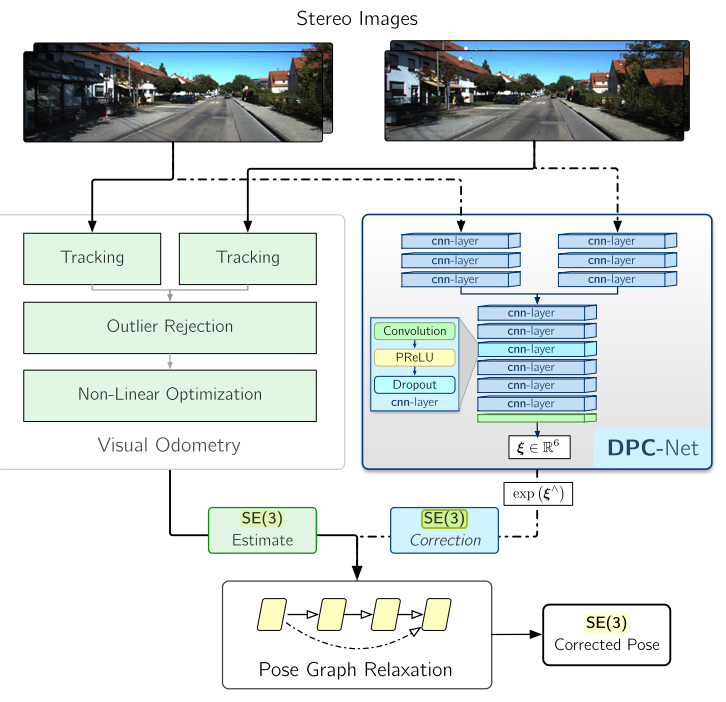 Stereo Images
Tracking
Tracking
Outlier Rejection
Non-Linear Optimization
Visual Odometry
cnn-layer
cnn-layer
cnn-layer
cnn-layer
cnn-layer
cnn-layer
cnn-layer
cnn-layer
cnn-layer
cnn-layer
cnn-layer
cnn-layer
Convolution
PReLU
Dropout
cnn-layer
ξ ∈ ℝ⁶
DPC-Net
exp (ξ^)
SE(3)
Estimate
SE(3)
Correction
Pose Graph Relaxation
SE(3)
Corrected Pose